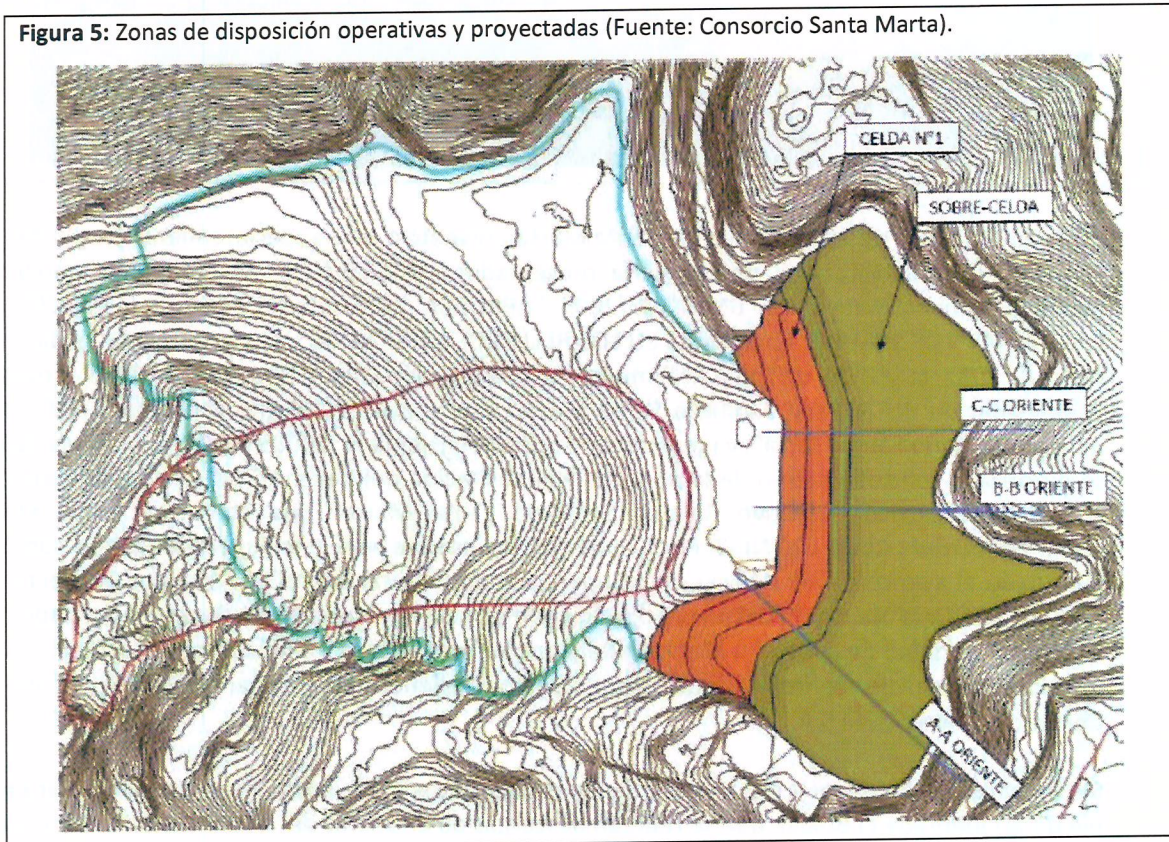 Figura 5: Zonas de disposición operativas y proyectadas (Fuente: Consorcio Santa Marta).
CELDA N°1
SOBRE-CELDA
C-C ORIENTE
B-B ORIENTE
A-A ORIENTE